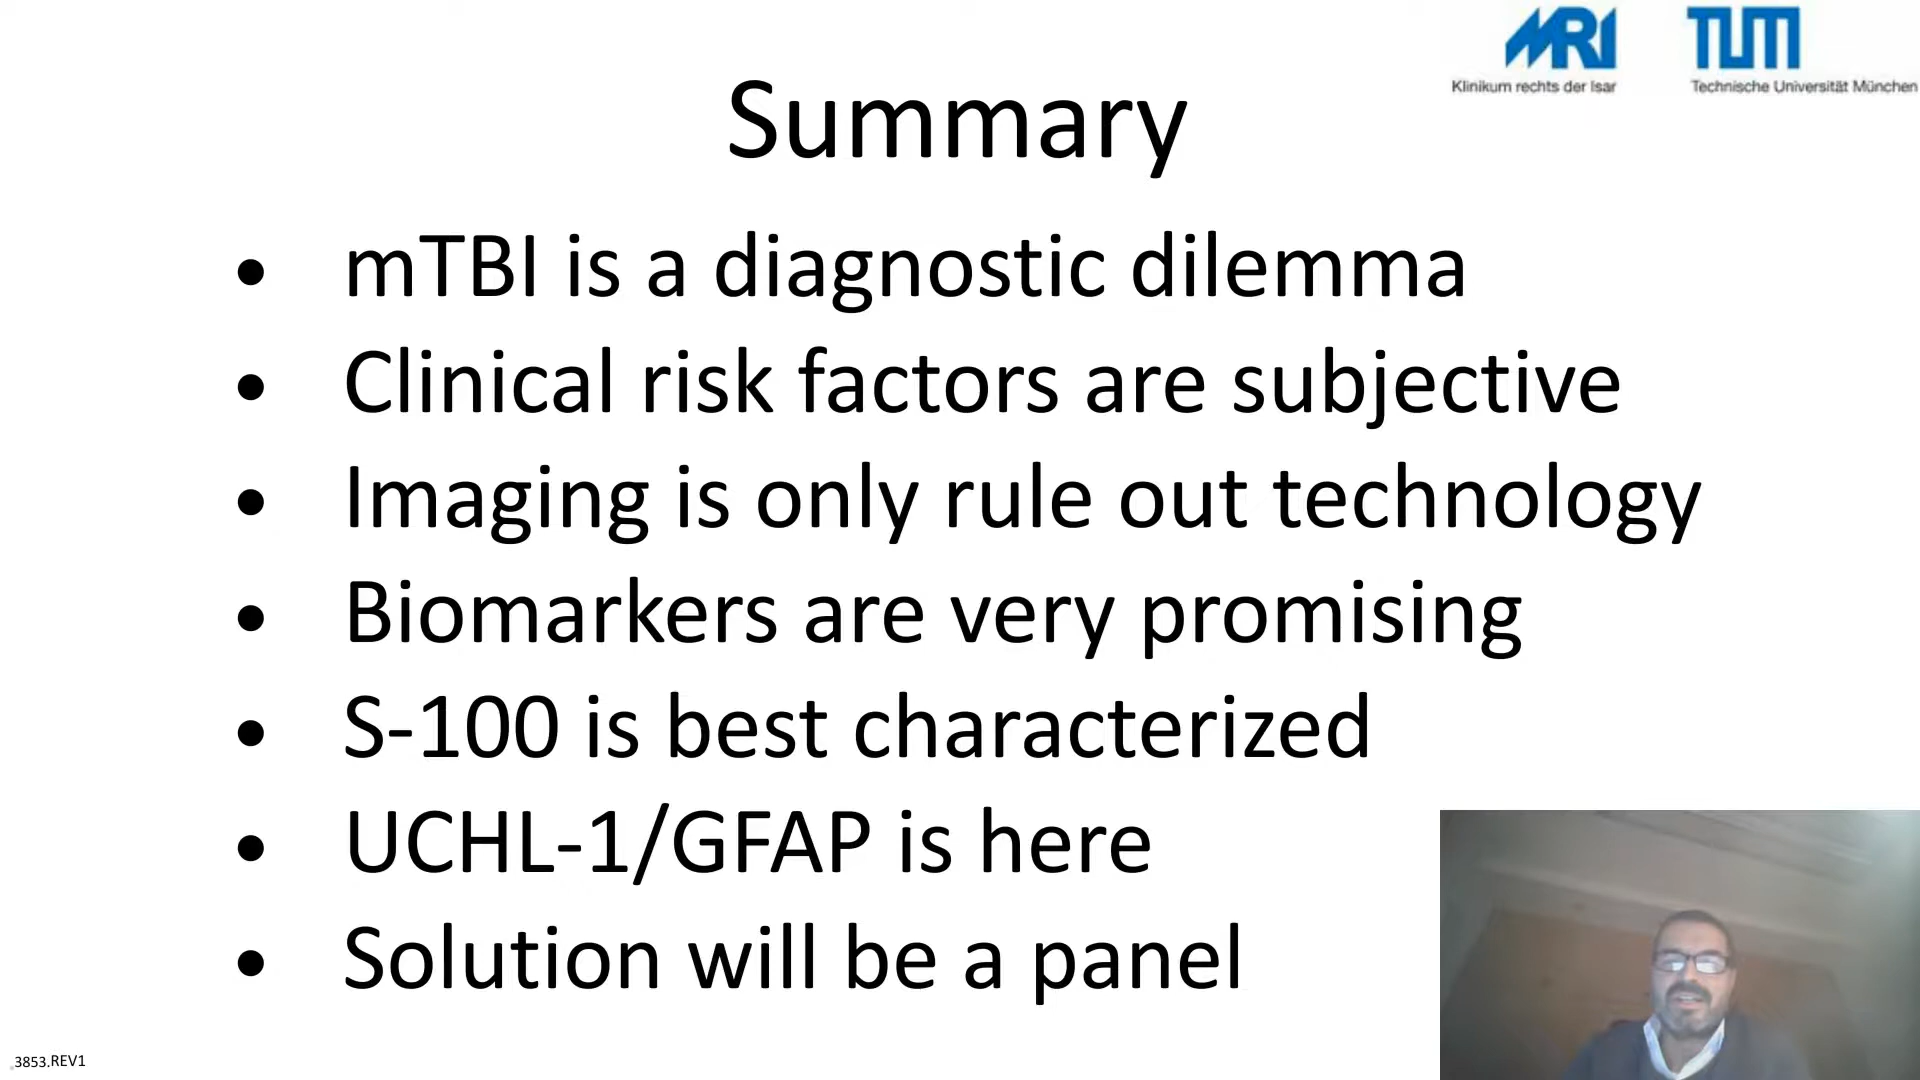 MRI
Klinikum rechts der Isar
TUM
Technische Universität München
Summary
• mTBI is a diagnostic dilemma
• Clinical risk factors are subjective
• Imaging is only rule out technology
• Biomarkers are very promising
• S-100 is best characterized
• UCHL-1/GFAP is here
• Solution will be a panel
.3853.REV1